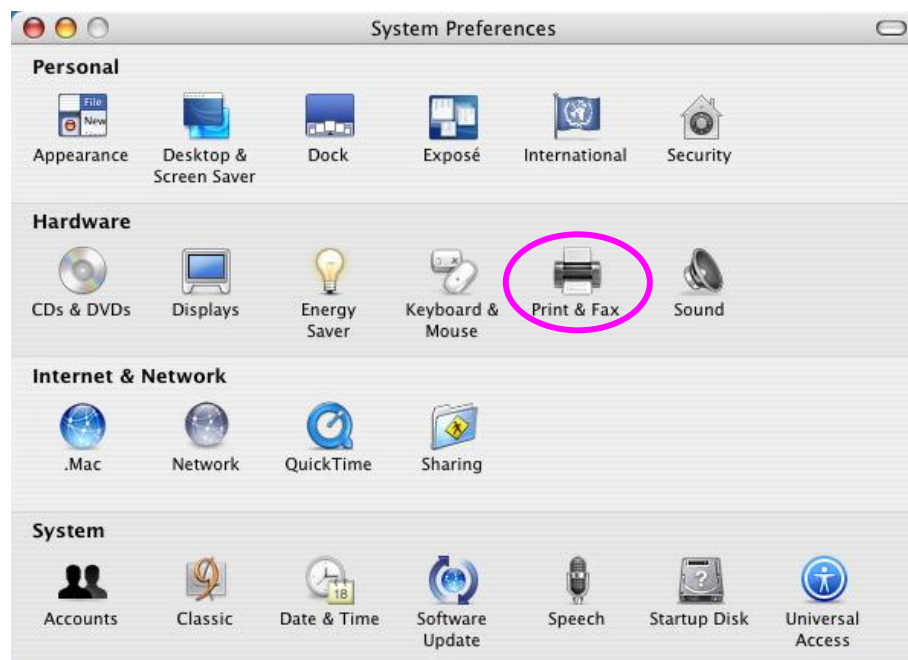 System Preferences
Personal
File
New
Appearance
Desktop &
Screen Saver
Dock
Exposé
International
Security
Hardware
CDs & DVDs
Displays
Energy
Saver
Keyboard &
Mouse
Print & Fax
Sound
Internet & Network
.Mac
Network
QuickTime
Sharing
System
18
?
Accounts
Classic
Date & Time
Software
Update
Speech
Startup Disk
Universal
Access